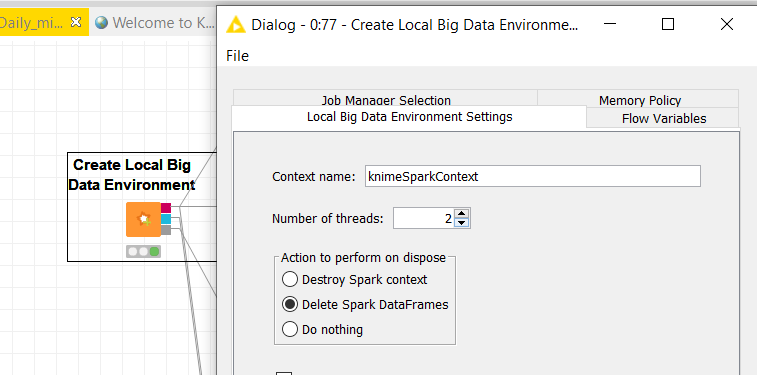 Daily_mi...
Welcome to K...
Dialog - 0:77 - Create Local Big Data Environme...
File
Job Manager Selection
Memory Policy
Local Big Data Environment Settings
Flow Variables
Create Local Big
Data Environment
Context name:
knimeSparkContext
Number of threads:
2
Action to perform on dispose
Destroy Spark context
Delete Spark DataFrames
Do nothing